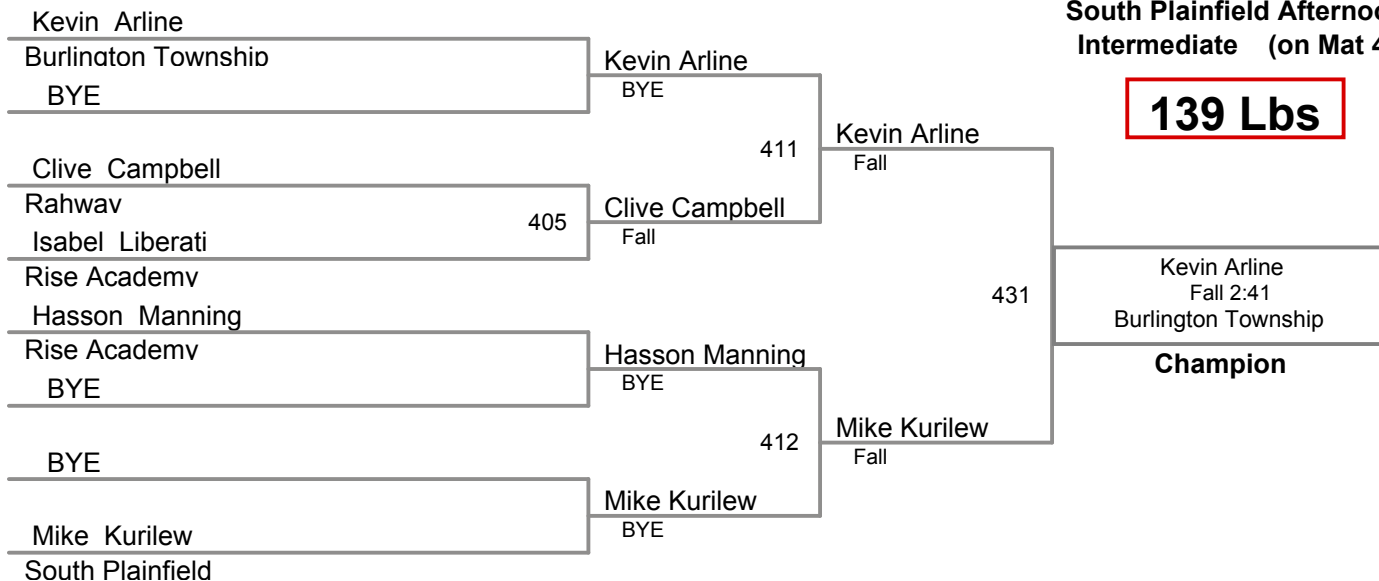 Kevin Arline
Burlington Township
BYE
Clive Campbell
Rahway
Isabel Liberati
Rise Academy
Hasson Manning
Rise Academy
BYE
BYE
Mike Kurilew
South Plainfield
Kevin Arline
BYE
405
Clive Campbell
Fall
Hasson Manning
BYE
Mike Kurilew
BYE
411
412
Kevin Arline
Fall
Mike Kurilew
Fall
431
South Plainfield Afternoo
Intermediate (on Mat 4
139 Lbs
Kevin Arline
Fall 2:41
Burlington Township
Champion